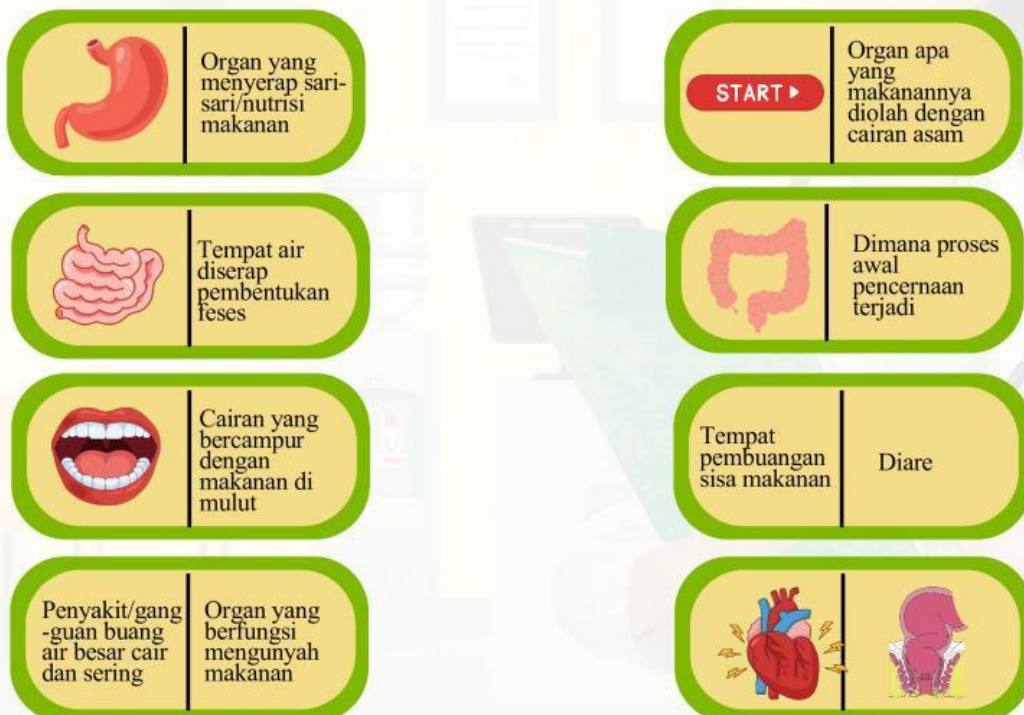 Organ yang
menyerap sari-
sari/nutrisi
makanan
START
Organ apa
yang
makanannya
diolah dengan
cairan asam
Tempat air
diserap
pembentukan
feses
Dimana proses
awal
pencernaan
terjadi
Cairan yang
bercampur
dengan
makanan di
mulut
Tempat
pembuangan
sisa makanan
Diare
Penyakit/gang
-guan buang
air besar cair
dan sering
Organ yang
berfungsi
mengunyah
makanan